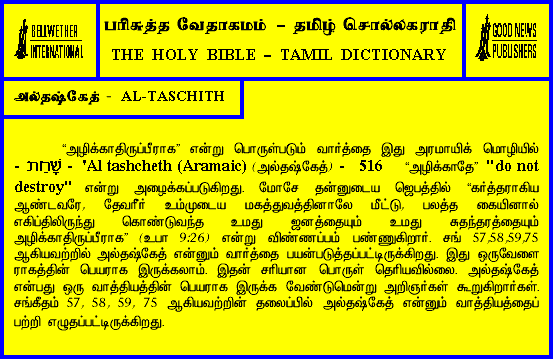 BELLWETHER
INTERNATIONAL
பரிசுத்த வேதாகமம் – தமிழ் சொல்லகராதி
THE HOLY BIBLE – TAMIL DICTIONARY
GOOD NEWS
PUBLISHERS
அல்தஷ்கேத் - AL-TASCHITH
“அழிக்காதிருப்பீராக” என்று பொருள்படும் வார்த்தை இது அரமாயிக் மொழியில்
- שָׁחַת - 'Al tashcheth (Aramaic) (அல்தஷ்கேத்) - 516 “அழிக்காதே” "do not
destroy" என்று அழைக்கப்படுகிறது. மோசே தன்னுடைய ஜெபத்தில் “கர்த்தராகிய
ஆண்டவரே, தேவரீர் உம்முடைய மகத்துவத்தினாலே மீட்டு, பலத்த கையினால்
எகிப்திலிருந்து கொண்டுவந்த உமது ஜனத்தையும் உமது சுதந்தரத்தையும்
அழிக்காதிருப்பீராக” (உபா 9:26) என்று விண்ணப்பம் பண்ணுகிறார். சங் 57,58,59,75
ஆகியவற்றில் அல்தஷ்கேத் என்னும் வார்த்தை பயன்படுத்தப்பட்டிருக்கிறது. இது ஒருவேளை
ராகத்தின் பெயராக இருக்கலாம். இதன் சரியான பொருள் தெரியவில்லை. அல்தஷ்கேத்
என்பது ஒரு வாத்தியத்தின் பெயராக இருக்க வேண்டுமென்று அறிஞர்கள் கூறுகிறார்கள்.
சங்கீதம் 57, 58, 59, 75 ஆகியவற்றின் தலைப்பில் அல்தஷ்கேத் என்னும் வாத்தியத்தைப்
பற்றி எழுதப்பட்டிருக்கிறது.